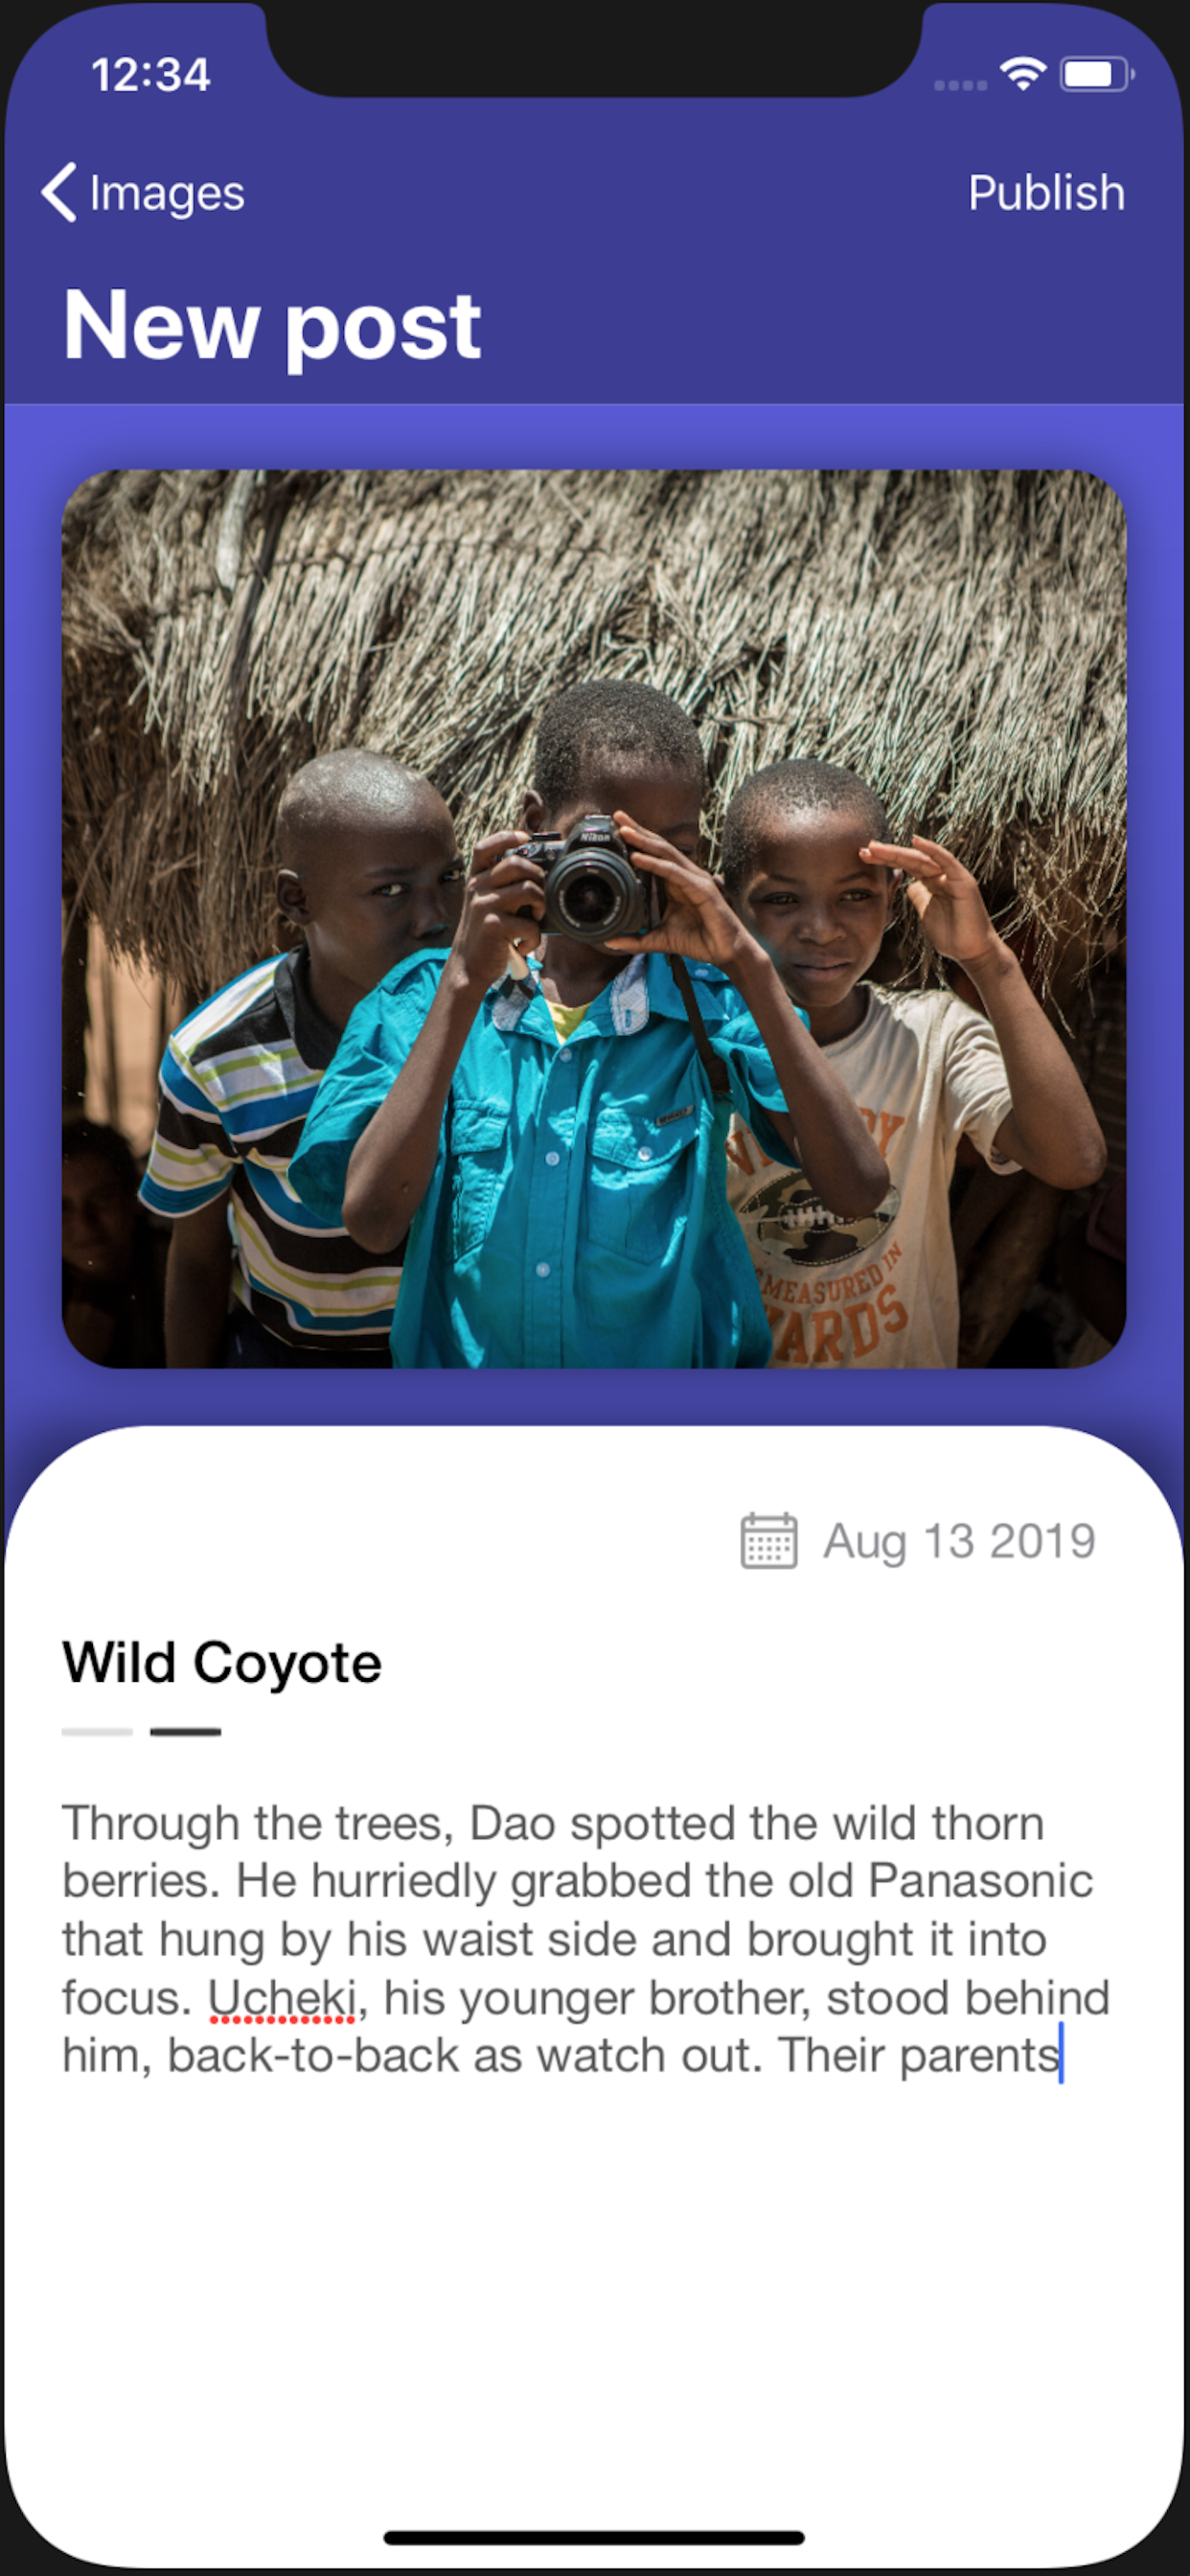 12:34
Images
Publish
New post
Nikon
MEASURED IN
ARDS
Aug 13 2019
Wild Coyote
Through the trees, Dao spotted the wild thorn
berries. He hurriedly grabbed the old Panasonic
that hung by his waist side and brought it into
focus. Ucheki, his younger brother, stood behind
him, back-to-back as watch out. Their parents